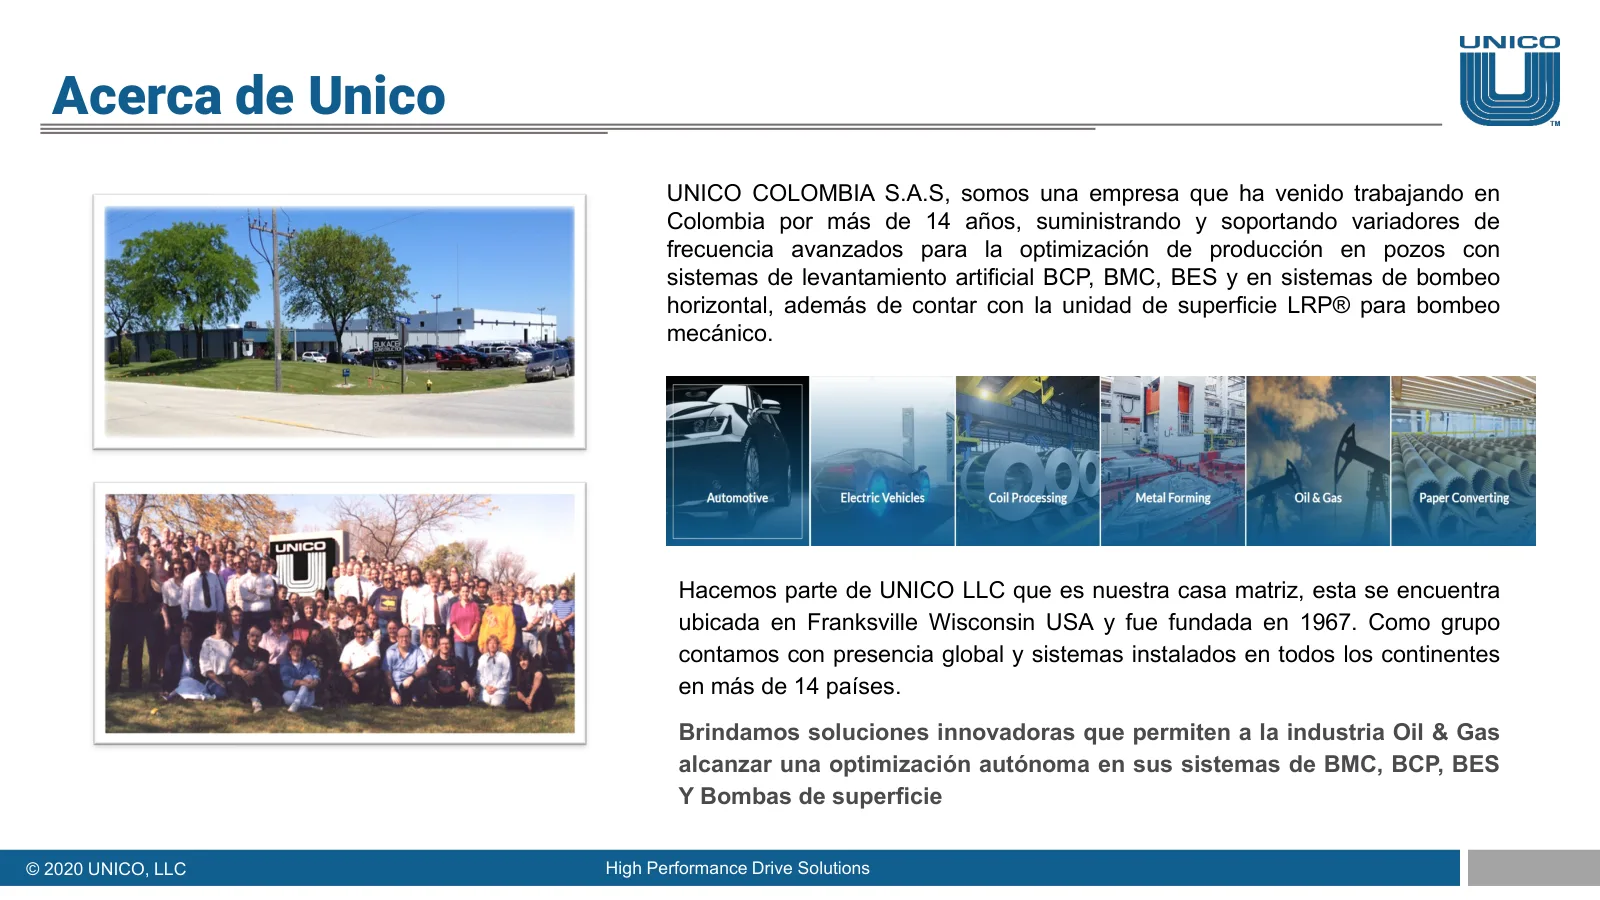 Acerca de Unico
UNICO
TM
UNICO COLOMBIA S.A.S, somos una empresa que ha venido trabajando en
Colombia por más de 14 años, suministrando y soportando variadores de
frecuencia avanzados para la optimización de producción en pozos con
sistemas de levantamiento artificial BCP, BMC, BES y en sistemas de bombeo
horizontal, además de contar con la unidad de superficie LRP® para bombeo
mecánico.
BUKACEK
CONSTRUCTION
Automotive
Electric Vehicles
Coil Processing
Metal Forming
Oil & Gas
Paper Converting
UNICO
Hacemos parte de UNICO LLC que es nuestra casa matriz, esta se encuentra
ubicada en Franksville Wisconsin USA y fue fundada en 1967. Como grupo
contamos con presencia global y sistemas instalados en todos los continentes
en más de 14 países.
Brindamos soluciones innovadoras que permiten a la industria Oil & Gas
alcanzar una optimización autónoma en sus sistemas de BMC, BCP, BES
Y Bombas de superficie
© 2020 UNICO, LLC
High Performance Drive Solutions